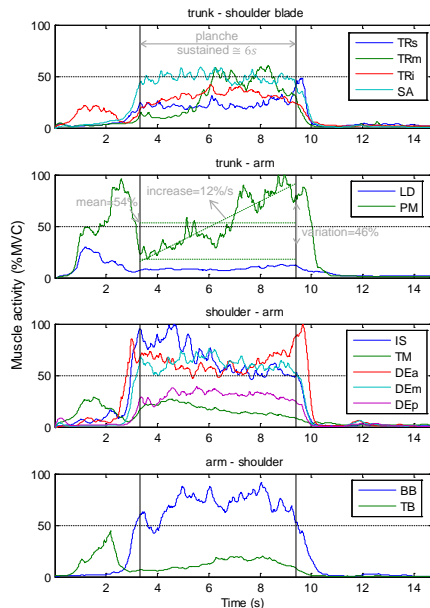 trunk - shoulder blade
100
50
0
2 4 6 8 10 12 14
planche
sustained ≅ 6s
TRs
TRm
TRi
SA
trunk - arm
100
50
0
2 4 6 8 10 12 14
mean=54%
increase=12%/s
variation=46%
LD
PM
Muscle activity (%MVC)
shoulder - arm
100
50
0
2 4 6 8 10 12 14
IS
TM
DEa
DEm
DEp
arm - shoulder
100
50
0
2 4 6 8 10 12 14
BB
TB
Time (s)